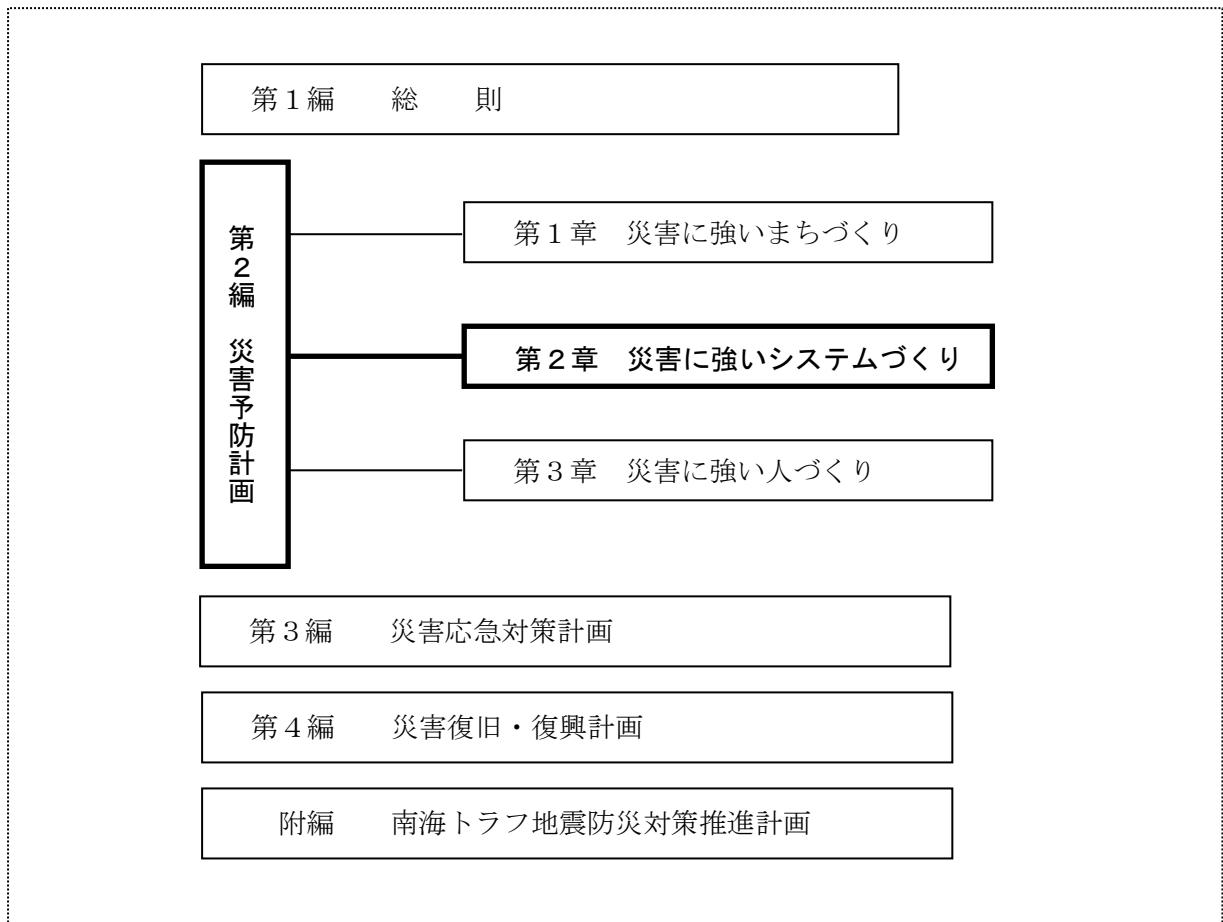 第１編　　総　　則
第２編　災害予防計画
第１章　災害に強いまちづくり
第２章　災害に強いシステムづくり
第３章　災害に強い人づくり
第３編　　災害応急対策計画
第４編　　災害復旧・復興計画
附編　　南海トラフ地震防災対策推進計画